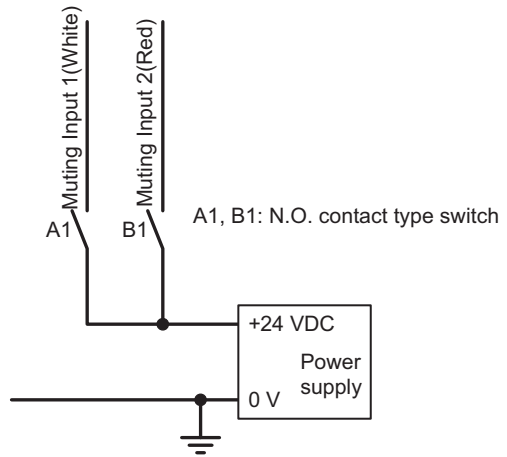 Muting Input 1(White)
Muting Input 2(Red)
A1
B1
A1, B1: N.O. contact type switch
+24 VDC
Power
supply
0 V